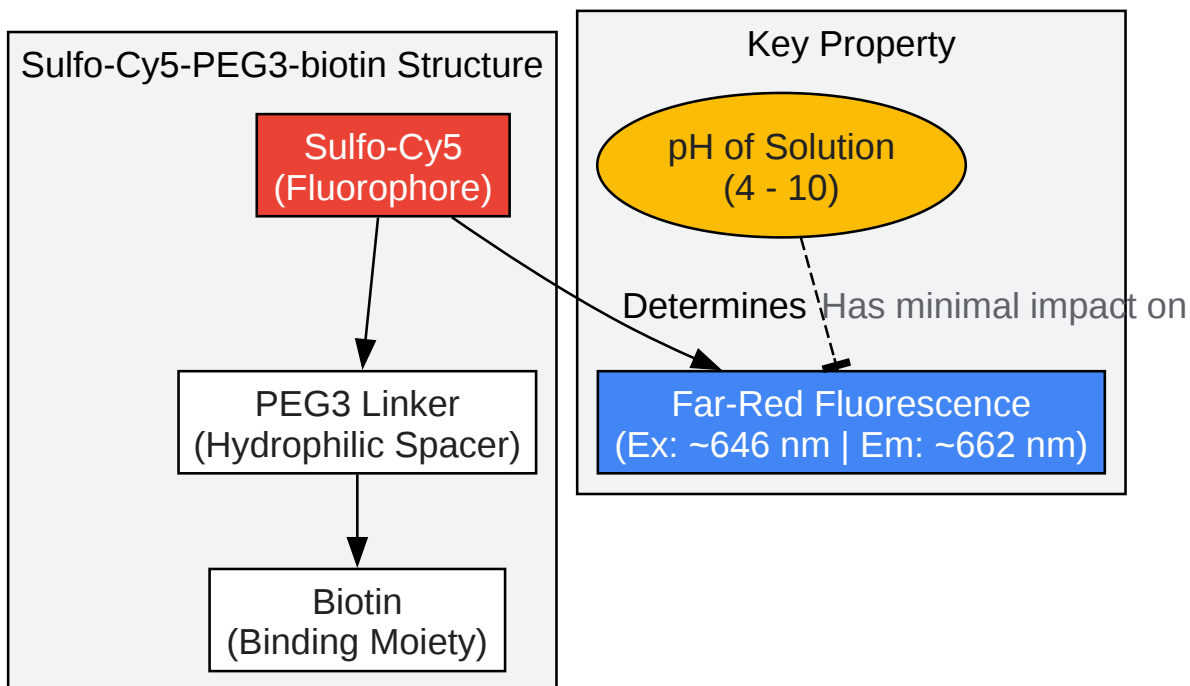 Sulfo-Cy5-PEG3-biotin Structure
Sulfo-Cy5
(Fluorophore)
PEG3 Linker
(Hydrophilic Spacer)
Biotin
(Binding Moiety)
Key Property
pH of Solution
(4 - 10)
Determines
Has minimal impact on
Far-Red Fluorescence
(Ex: ~646 nm | Em: ~662 nm)